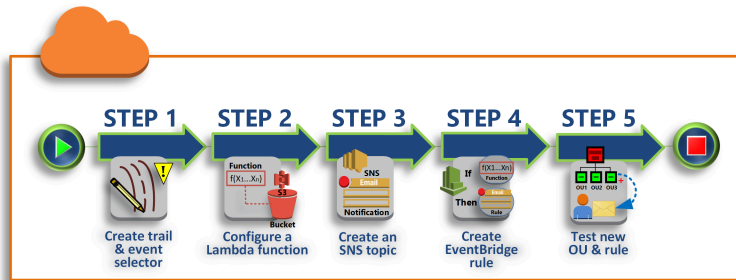 STEP 1
STEP 2
STEP 3
STEP 4
STEP 5
!
Function
f(X1...Xn)
S3
Bucket
SNS
Email
Notification
If
Then
f(X1...Xn)
Function
Email
Rule
OU1 OU2 OU3 +
Create trail
& event
selector
Configure a
Lambda function
Create an
SNS topic
Create
EventBridge
rule
Test new
OU & rule